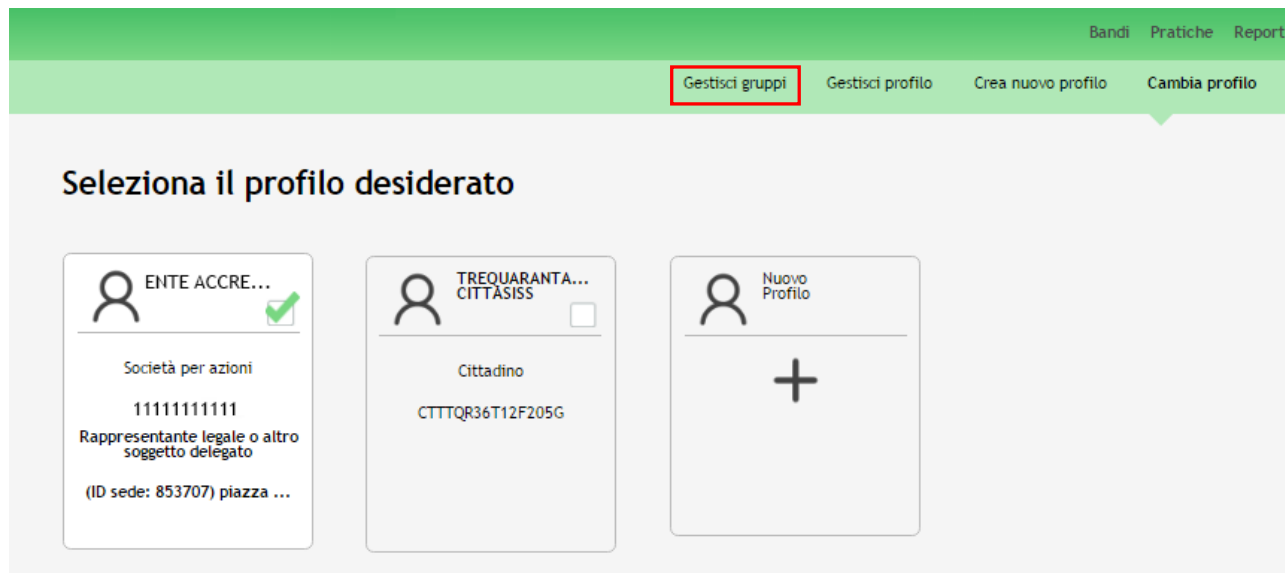 Bandi Pratiche Report
Gestisci gruppi Gestisci profilo Crea nuovo profilo Cambia profilo
Seleziona il profilo desiderato
ENTE ACCRE...
Società per azioni
11111111111
Rappresentante legale o altro
soggetto delegato
(ID sede: 853707) piazza ...
TREQUARANTA...
CITTÀSISS
Cittadino
CTTTQR36T12F205G
Nuovo
Profilo